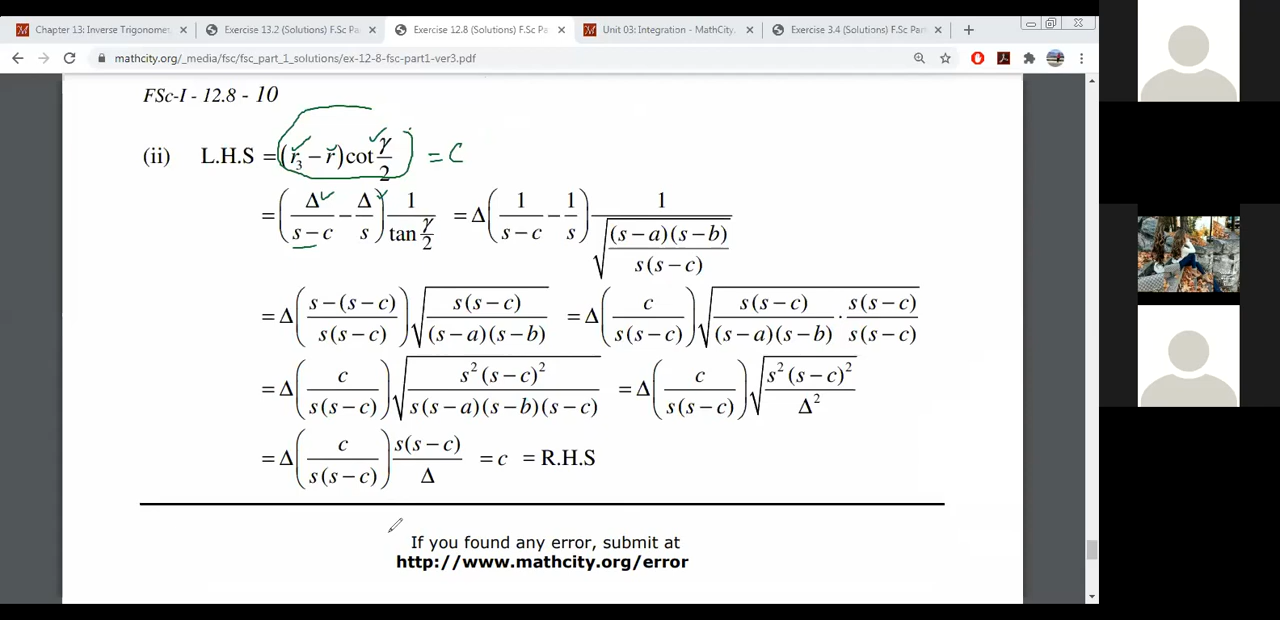 Chapter 13: Inverse Trigonomet
Exercise 13.2 (Solutions) F.Sc Pa
Exercise 12.8 (Solutions) F.Sc Pa
Unit 03: Integration - MathCity.
Exercise 3.4 (Solutions) F.Sc Par
mathcity.org/_media/fsc/fsc_part_1_solutions/ex-12-8-fsc-part1-ver3.pdf
FSc-I - 12.8 - 10
(ii) L.H.S = (r₃ − r)cot γ/2 = C
= (Δ/(s−c) − Δ/s) 1/tan γ/2 = Δ(1/(s−c) − 1/s) 1/√((s−a)(s−b)/s(s−c))
= Δ((s−(s−c))/s(s−c)) √(s(s−c)/(s−a)(s−b)) = Δ(c/s(s−c)) √(s(s−c)/(s−a)(s−b) · s(s−c)/s(s−c))
= Δ(c/s(s−c)) √(s²(s−c)²/s(s−a)(s−b)(s−c)) = Δ(c/s(s−c)) √(s²(s−c)²/Δ²)
= Δ(c/s(s−c)) s(s−c)/Δ = c = R.H.S
If you found any error, submit at
http://www.mathcity.org/error